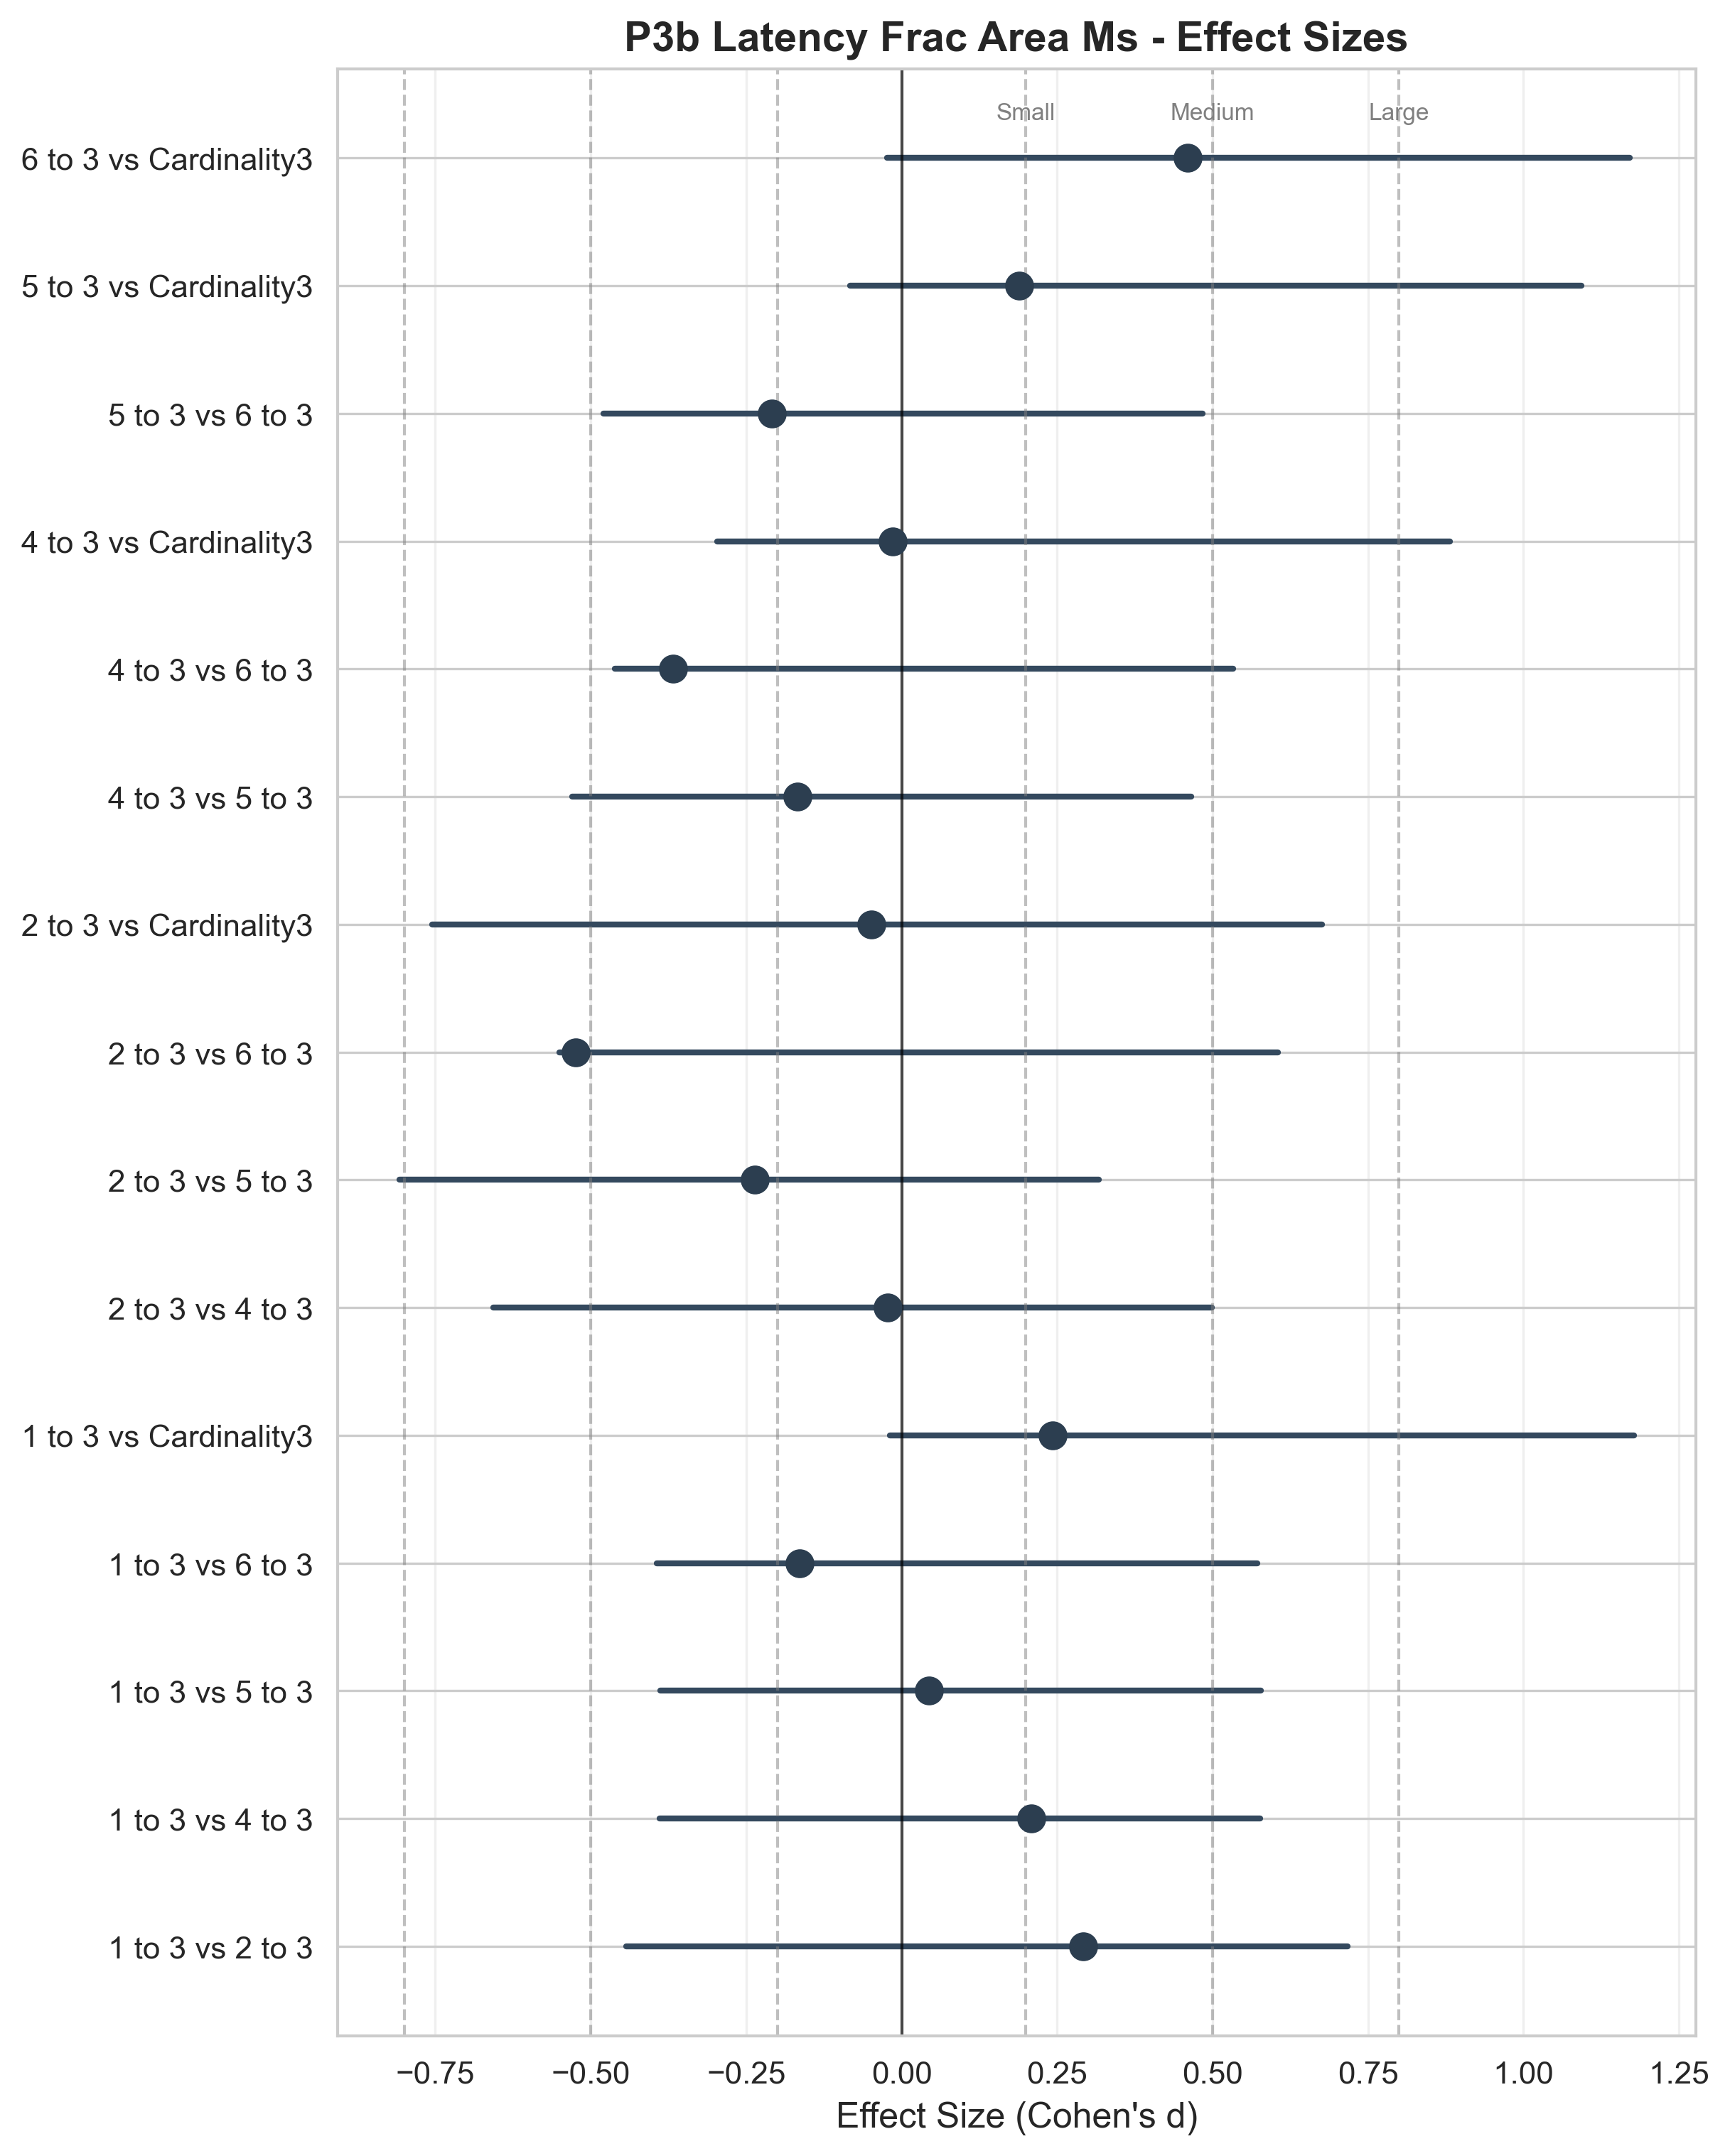 P3b Latency Frac Area Ms - Effect Sizes
Small Medium Large
6 to 3 vs Cardinality3
5 to 3 vs Cardinality3
5 to 3 vs 6 to 3
4 to 3 vs Cardinality3
4 to 3 vs 6 to 3
4 to 3 vs 5 to 3
2 to 3 vs Cardinality3
2 to 3 vs 6 to 3
2 to 3 vs 5 to 3
2 to 3 vs 4 to 3
1 to 3 vs Cardinality3
1 to 3 vs 6 to 3
1 to 3 vs 5 to 3
1 to 3 vs 4 to 3
1 to 3 vs 2 to 3
−0.75 −0.50 −0.25 0.00 0.25 0.50 0.75 1.00 1.25
Effect Size (Cohen's d)